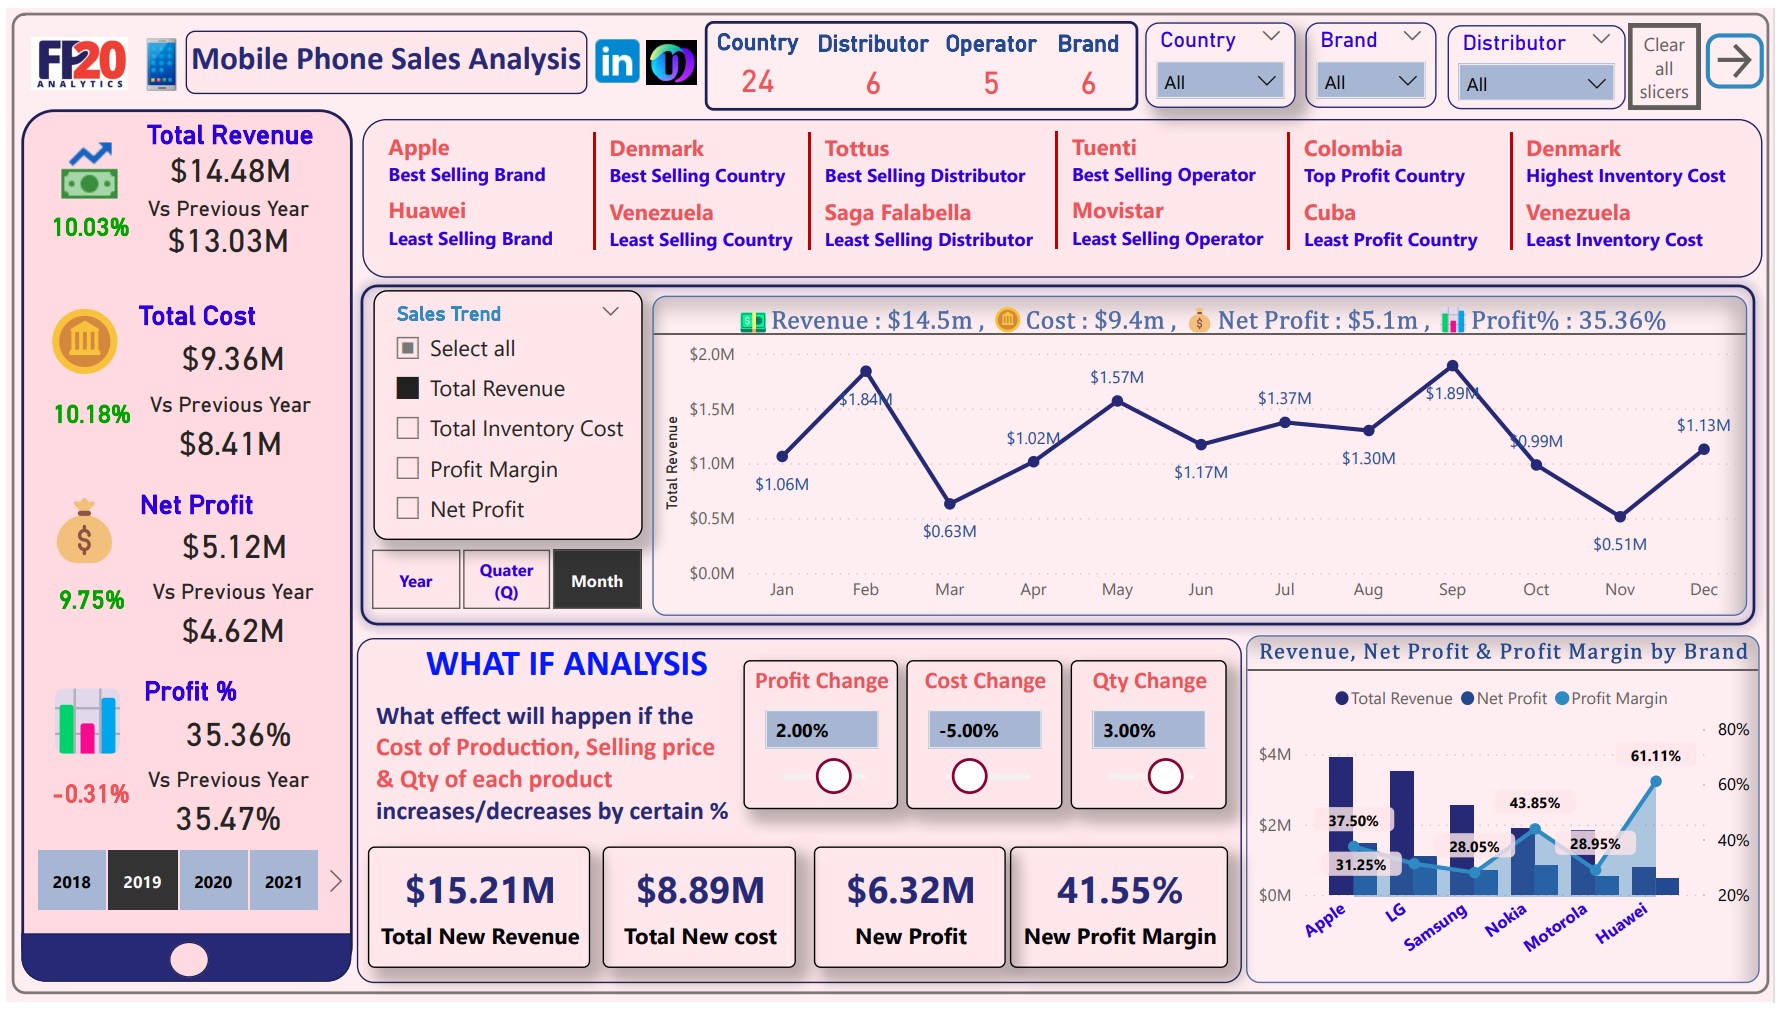 FP20
ANALYTICS
Mobile Phone Sales Analysis
in
Country Distributor Operator Brand
24 6 5 6
Country
All
Brand
All
Distributor
All
Clear
all
slicers
Total Revenue
$14.48M
Vs Previous Year
10.03%
$13.03M
Total Cost
$9.36M
Vs Previous Year
10.18%
$8.41M
Net Profit
$
$5.12M
Vs Previous Year
9.75%
$4.62M
Profit %
35.36%
Vs Previous Year
-0.31%
35.47%
2018 2019 2020 2021
Apple
Best Selling Brand
Huawei
Least Selling Brand
Denmark
Best Selling Country
Venezuela
Least Selling Country
Tottus
Best Selling Distributor
Saga Falabella
Least Selling Distributor
Tuenti
Best Selling Operator
Movistar
Least Selling Operator
Colombia
Top Profit Country
Cuba
Least Profit Country
Denmark
Highest Inventory Cost
Venezuela
Least Inventory Cost
Sales Trend
Select all
Total Revenue
Total Inventory Cost
Profit Margin
Net Profit
Year
Quater
(Q)
Month
Revenue : $14.5m , Cost : $9.4m , Net Profit : $5.1m , Profit% : 35.36%
Total Revenue
$2.0M
$1.5M
$1.0M
$0.5M
$0.0M
$1.06M
$1.84M
$0.63M
$1.02M
$1.57M
$1.17M
$1.37M
$1.30M
$1.89M
$0.99M
$0.51M
$1.13M
Jan Feb Mar Apr May Jun Jul Aug Sep Oct Nov Dec
WHAT IF ANALYSIS
What effect will happen if the
Cost of Production, Selling price
& Qty of each product
increases/decreases by certain %
Profit Change
2.00%
Cost Change
-5.00%
Qty Change
3.00%
$15.21M
Total New Revenue
$8.89M
Total New cost
$6.32M
New Profit
41.55%
New Profit Margin
Revenue, Net Profit & Profit Margin by Brand
Total Revenue Net Profit Profit Margin
$4M
$2M
$0M
80%
60%
40%
20%
37.50%
31.25%
28.05%
43.85%
28.95%
61.11%
Apple LG Samsung Nokia Motorola Huawei